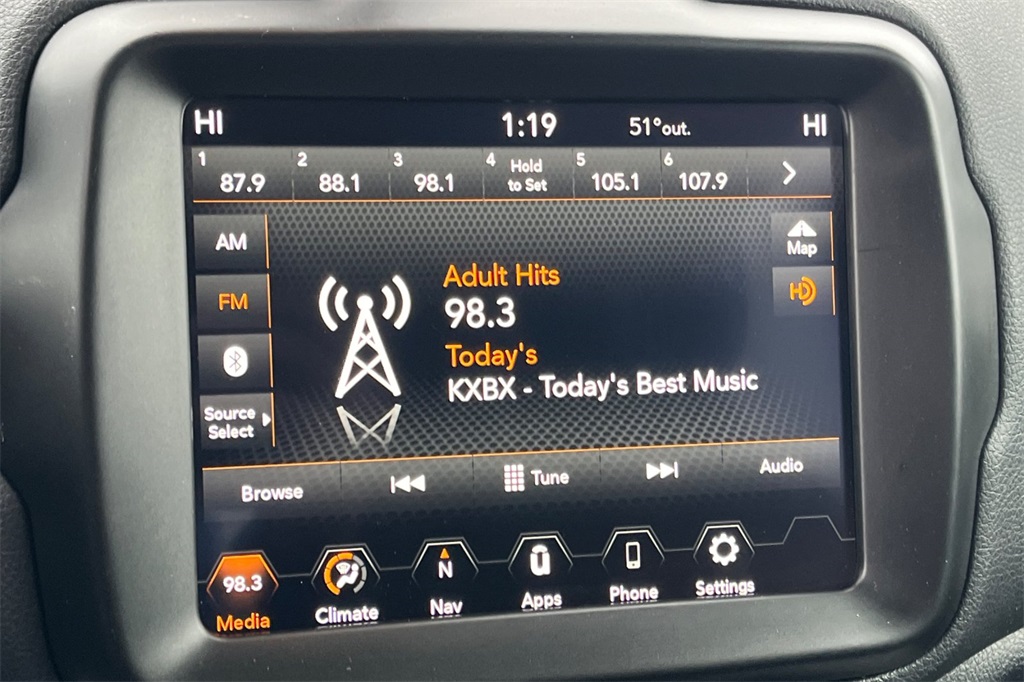 HI 1:19 51°out. HI
1 87.9 2 88.1 3 98.1 4 Hold to Set 5 105.1 6 107.9
AM
FM
Source
Select
Adult Hits
98.3
Today's
KXBX - Today's Best Music
Map
HD
Browse Tune Audio
98.3 N
Media Climate Nav Apps Phone Settings